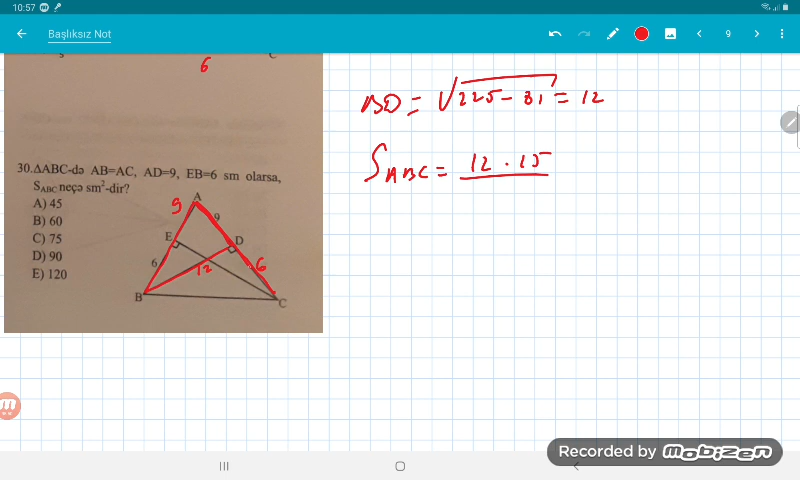 10:57
Başlıksız Not
9
6
C
30.ΔABC-də AB=AC, AD=9, EB=6 sm olarsa,
S_ABC neçə sm²-dir?
A) 45
B) 60
C) 75
D) 90
E) 120
A
9
9
E
D
6
12
6
B
C
BD = √225 - 81 = 12
S_ABC = 12 · 15
Recorded by mobizen